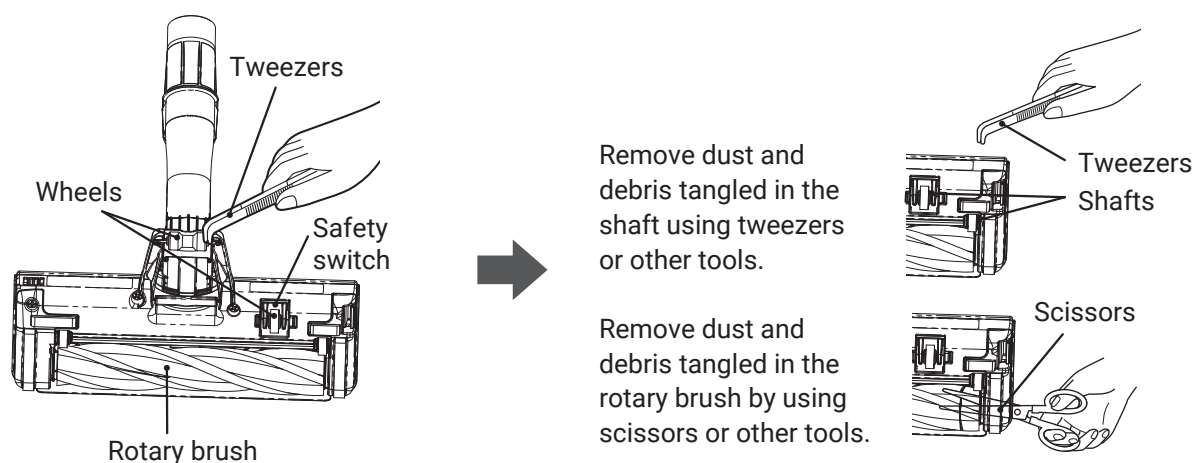 Tweezers
Wheels
Safety
switch
Rotary brush
Remove dust and
debris tangled in the
shaft using tweezers
or other tools.
Tweezers
Shafts
Remove dust and
debris tangled in the
rotary brush by using
scissors or other tools.
Scissors